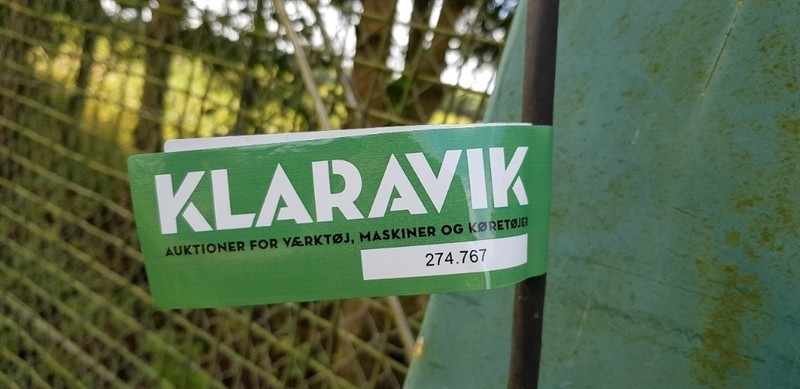 KLARAVIK
AUKTIONER FOR VÆRKTØJ, MASKINER OG KØRETØJER
274.767